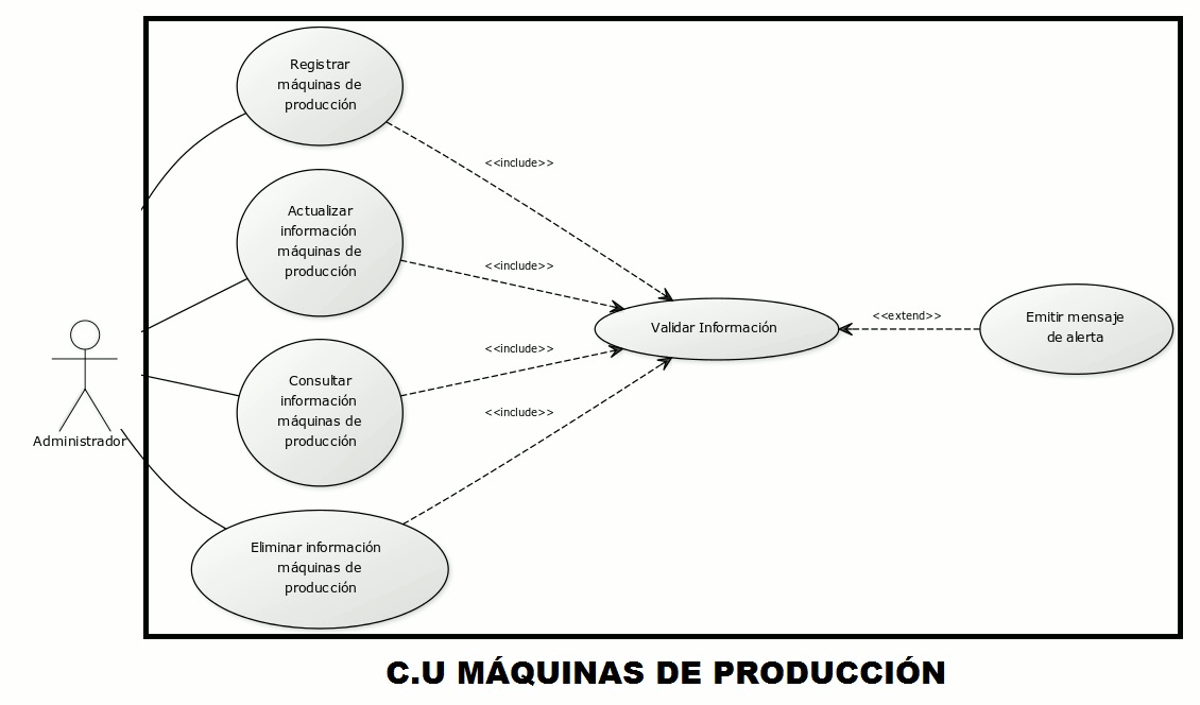 Registrar
máquinas de
producción
<<include>>
Actualizar
información
máquinas de
producción
<<include>>
Validar Información
<<extend>>
Emitir mensaje
de alerta
<<include>>
Consultar
información
máquinas de
producción
<<include>>
Administrador
Eliminar información
máquinas de
producción
C.U MÁQUINAS DE PRODUCCIÓN